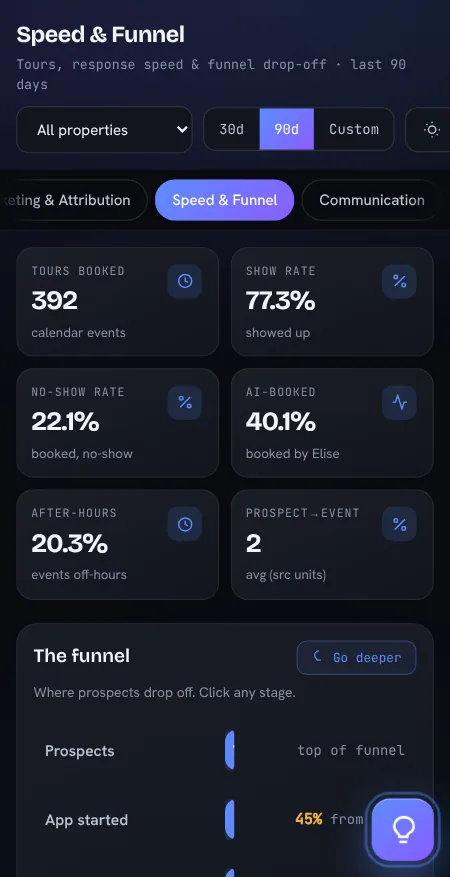 Speed & Funnel
Tours, response speed & funnel drop-off · last 90
days
All properties
30d
90d
Custom
keting & Attribution
Speed & Funnel
Communication
TOURS BOOKED
392
calendar events
SHOW RATE
77.3%
showed up
NO-SHOW RATE
22.1%
booked, no-show
AI-BOOKED
40.1%
booked by Elise
AFTER-HOURS
20.3%
events off-hours
PROSPECT→EVENT
2
avg (src units)
The funnel
Go deeper
Where prospects drop off. Click any stage.
Prospects
top of funnel
App started
45% from